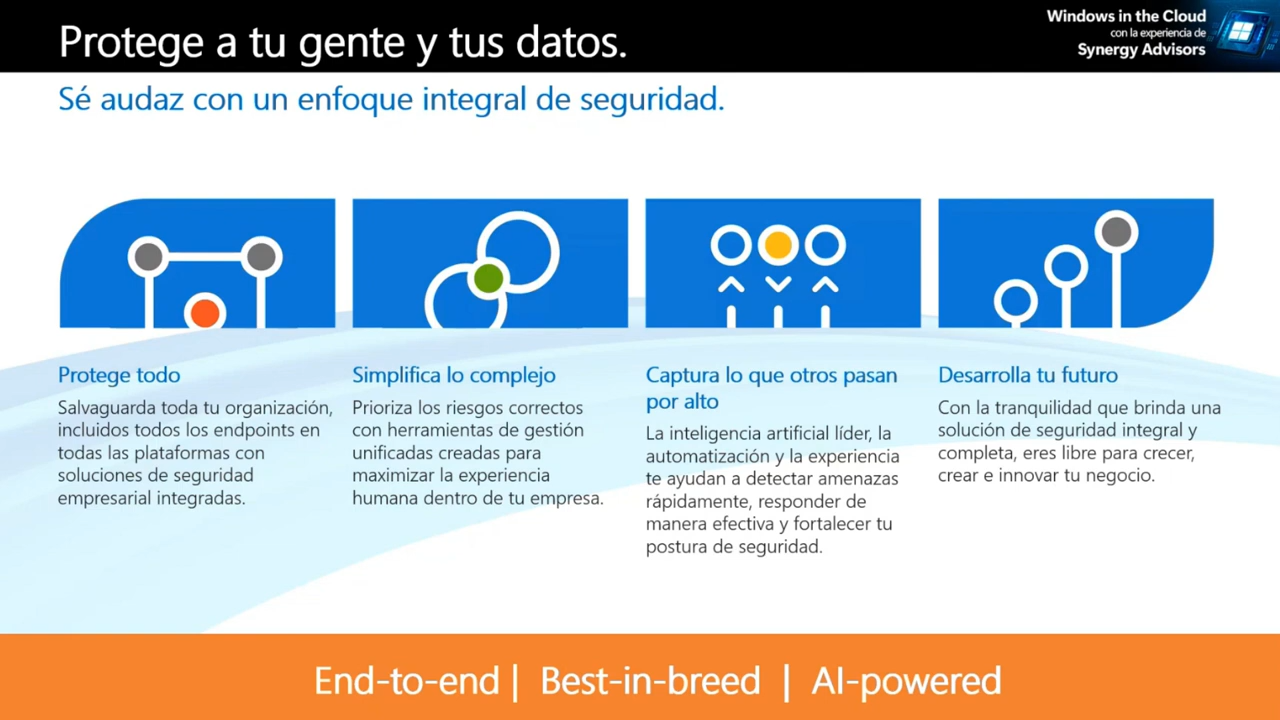 Protege a tu gente y tus datos.
Windows in the Cloud
con la experiencia de
Synergy Advisors
Sé audaz con un enfoque integral de seguridad.
Protege todo
Salvaguarda toda tu organización,
incluidos todos los endpoints en
todas las plataformas con
soluciones de seguridad
empresarial integradas.
Simplifica lo complejo
Prioriza los riesgos correctos
con herramientas de gestión
unificadas creadas para
maximizar la experiencia
humana dentro de tu empresa.
Captura lo que otros pasan
por alto
La inteligencia artificial líder, la
automatización y la experiencia
te ayudan a detectar amenazas
rápidamente, responder de
manera efectiva y fortalecer tu
postura de seguridad.
Desarrolla tu futuro
Con la tranquilidad que brinda una
solución de seguridad integral y
completa, eres libre para crecer,
crear e innovar tu negocio.
End-to-end | Best-in-breed | AI-powered